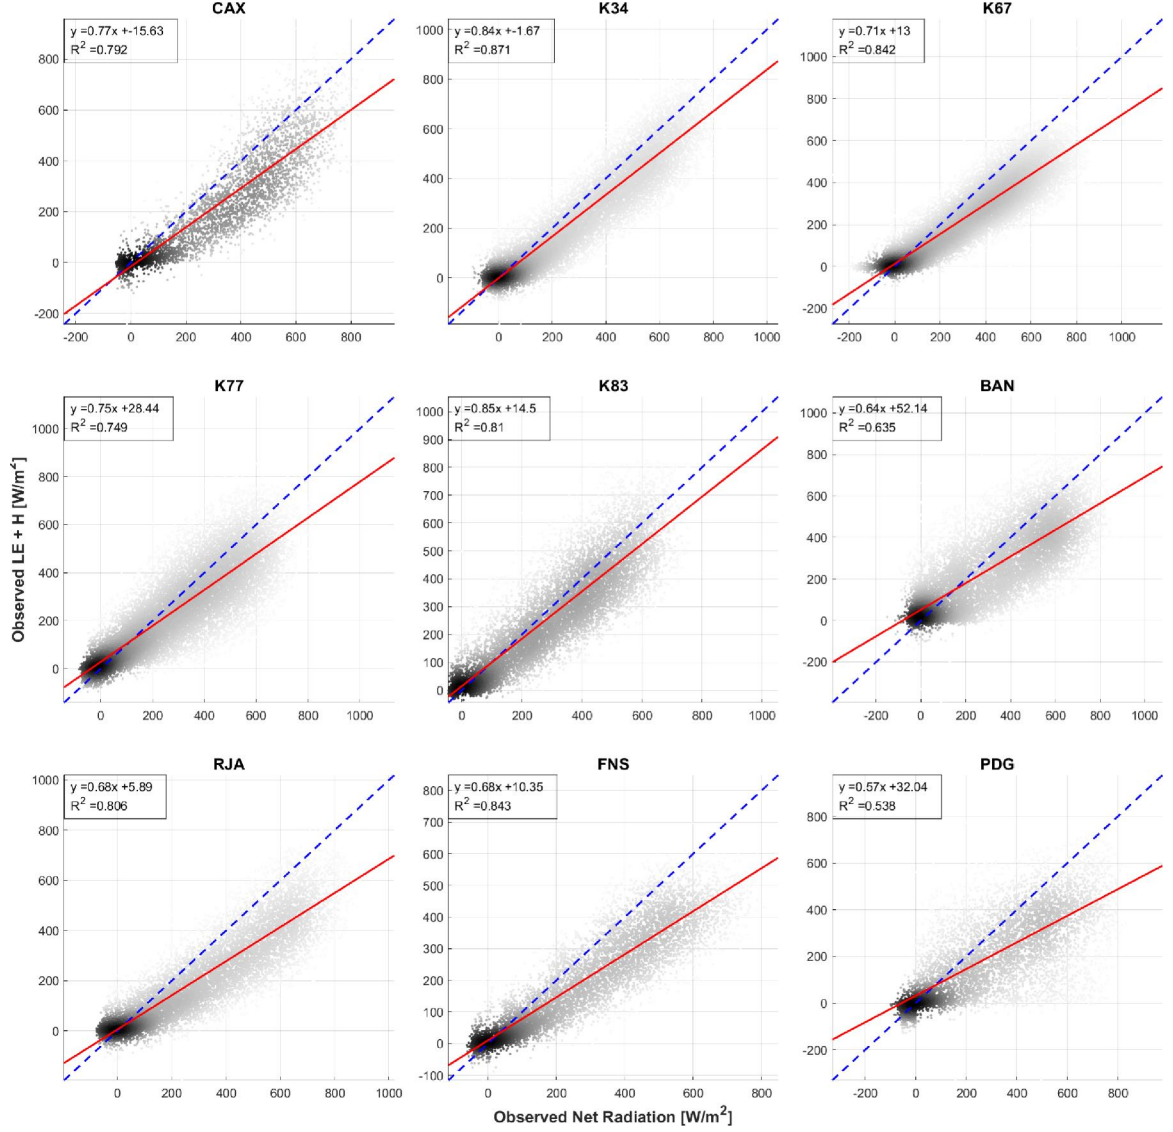 CAX
y =0.77x +-15.63
R² =0.792
800
600
400
200
0
-200
-200 0 200 400 600 800
K34
y =0.84x +-1.67
R² =0.871
1000
800
600
400
200
0
0 200 400 600 800 1000
K67
y =0.71x +13
R² =0.842
1000
800
600
400
200
0
-200
-200 0 200 400 600 800 1000
Observed LE + H [W/m²]
K77
y =0.75x +28.44
R² =0.749
1000
800
600
400
200
0
0 200 400 600 800 1000
K83
y =0.85x +14.5
R² =0.81
1000
900
800
700
600
500
400
300
200
100
0
0 200 400 600 800 1000
BAN
y =0.64x +52.14
R² =0.635
1000
800
600
400
200
0
-200
-200 0 200 400 600 800 1000
RJA
y =0.68x +5.89
R² =0.806
1000
800
600
400
200
0
0 200 400 600 800 1000
FNS
y =0.68x +10.35
R² =0.843
800
700
600
500
400
300
200
100
0
-100
0 200 400 600 800
PDG
y =0.57x +32.04
R² =0.538
800
600
400
200
0
-200
-200 0 200 400 600 800
Observed Net Radiation [W/m²]